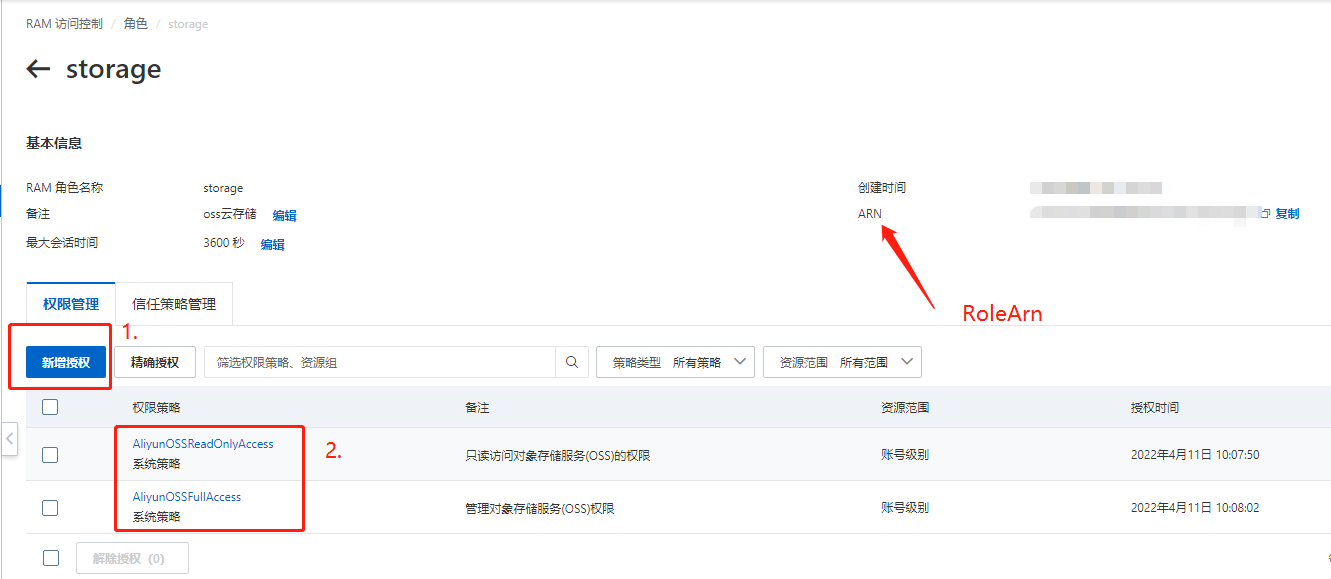 RAM 访问控制 / 角色 / storage
← storage
基本信息
RAM 角色名称 storage 创建时间
备注 oss云存储 编辑 ARN 复制
最大会话时间 3600 秒 编辑
RoleArn
权限管理 信任策略管理
1.
新增授权 精确授权 筛选权限策略、资源组 策略类型 所有策略 资源范围 所有范围
权限策略 备注 资源范围 授权时间
2.
AliyunOSSReadOnlyAccess
系统策略 只读访问对象存储服务(OSS)的权限 账号级别 2022年4月11日 10:07:50
AliyunOSSFullAccess
系统策略 管理对象存储服务(OSS)权限 账号级别 2022年4月11日 10:08:02
解除授权 (0)